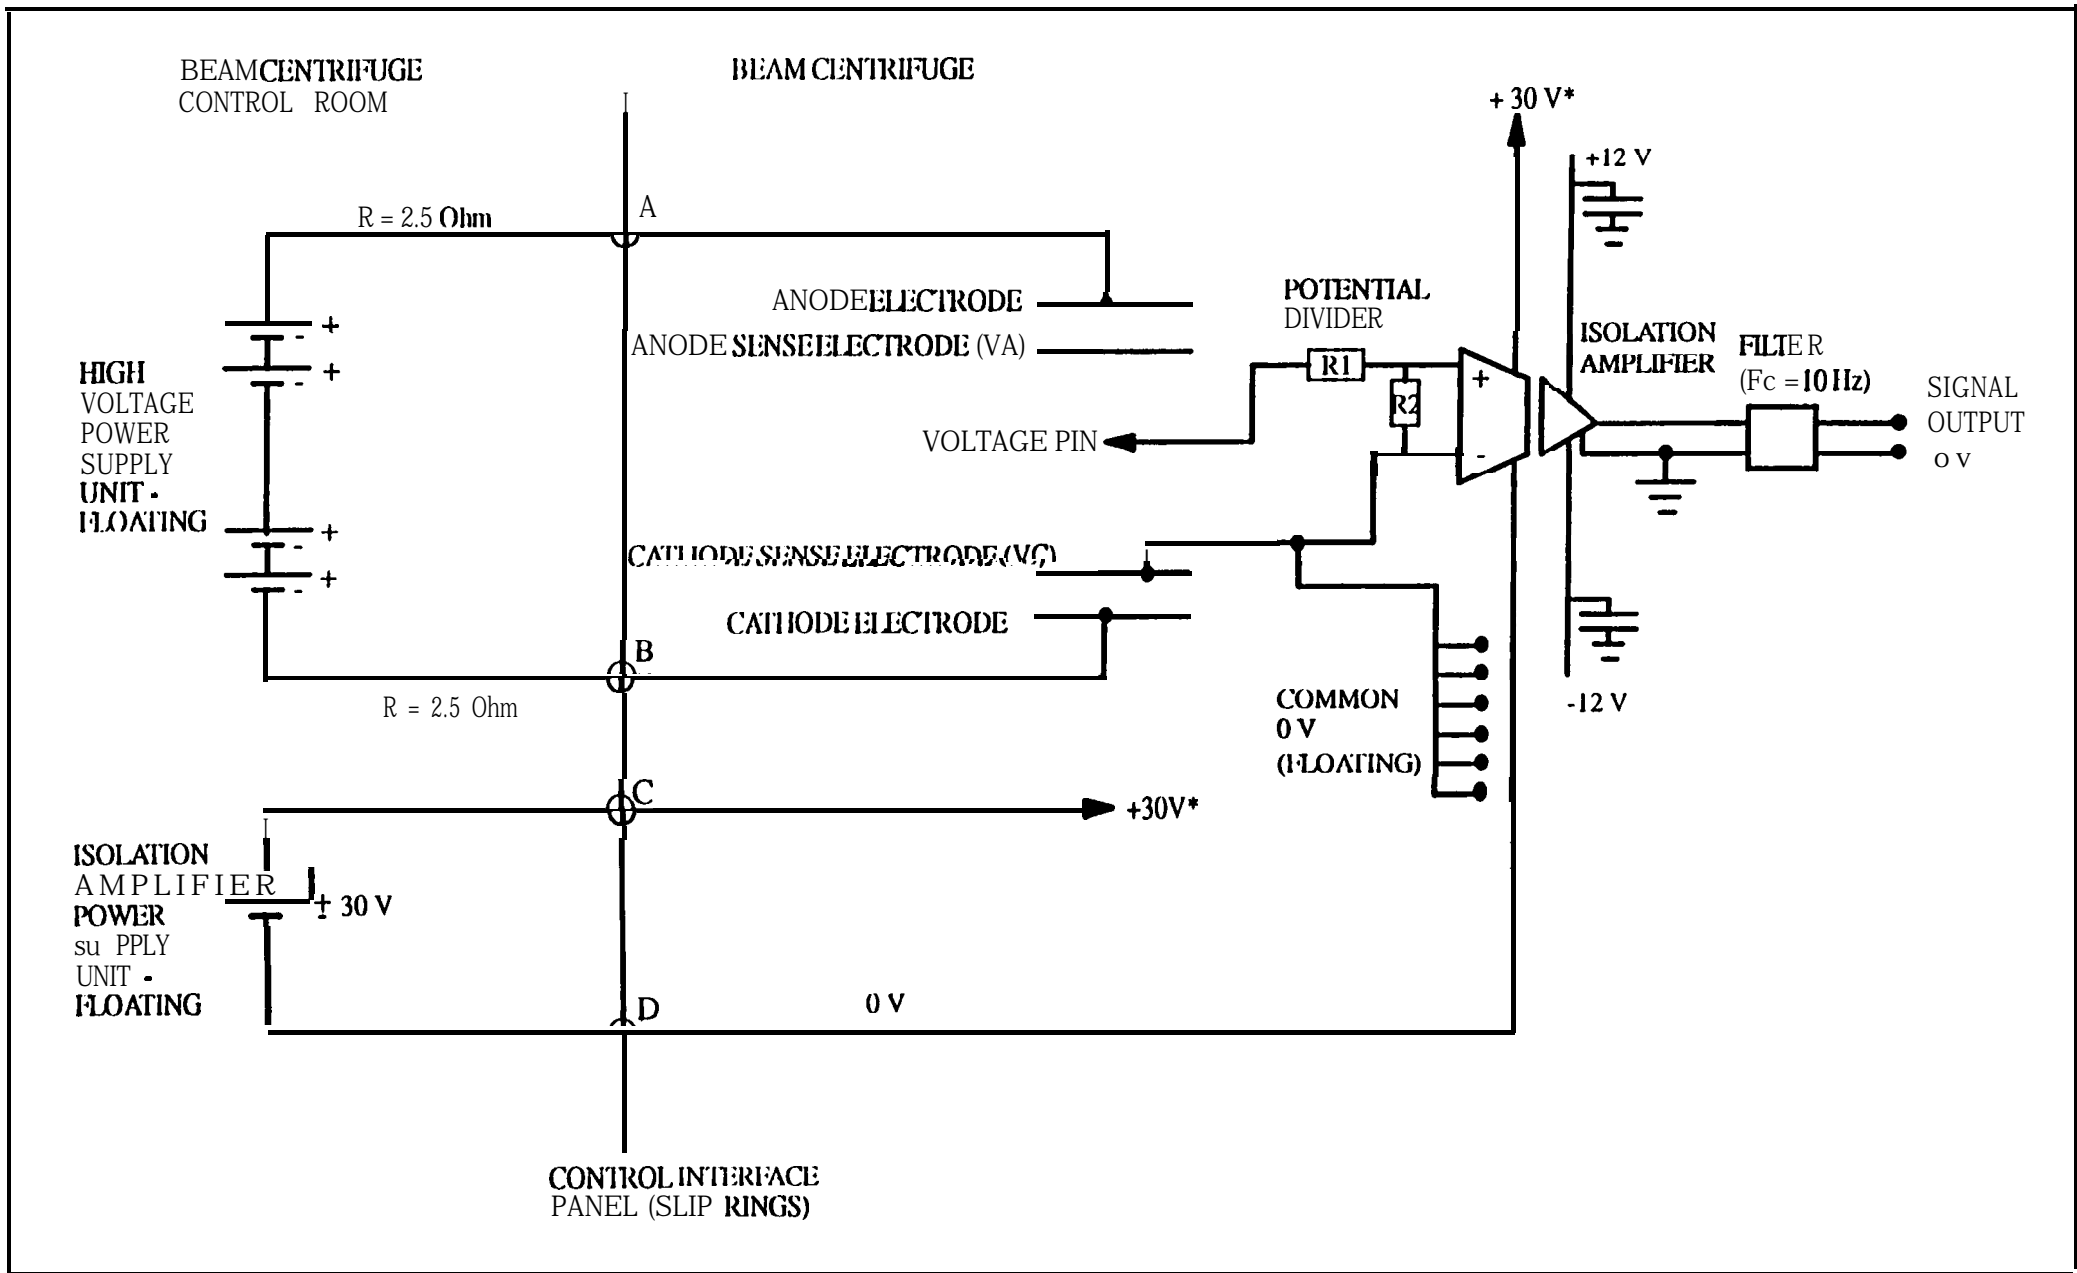 BEAM CENTRIFUGE
CONTROL ROOM
BEAM CENTRIFUGE
+ 30 V*
+12 V
R = 2.5 Ohm
A
ANODE ELECTRODE
ANODE SENSE ELECTRODE (VA)
POTENTIAL
DIVIDER
R1
R2
+
-
ISOLATION
AMPLIFIER
FILTER
(Fc = 10 Hz)
SIGNAL
OUTPUT
0 V
+
-
+
-
HIGH
VOLTAGE
POWER
SUPPLY
UNIT -
FLOATING
+
-
+
-
VOLTAGE PIN
CATHODE SENSE ELECTRODE (VC)
CATHODE ELECTRODE
B
R = 2.5 Ohm
COMMON
0 V
(FLOATING)
-12 V
C
+30V*
ISOLATION
AMPLIFIER
POWER
su PPLY
UNIT -
FLOATING
+
- 30 V
D
0 V
CONTROL INTERFACE
PANEL (SLIP RINGS)